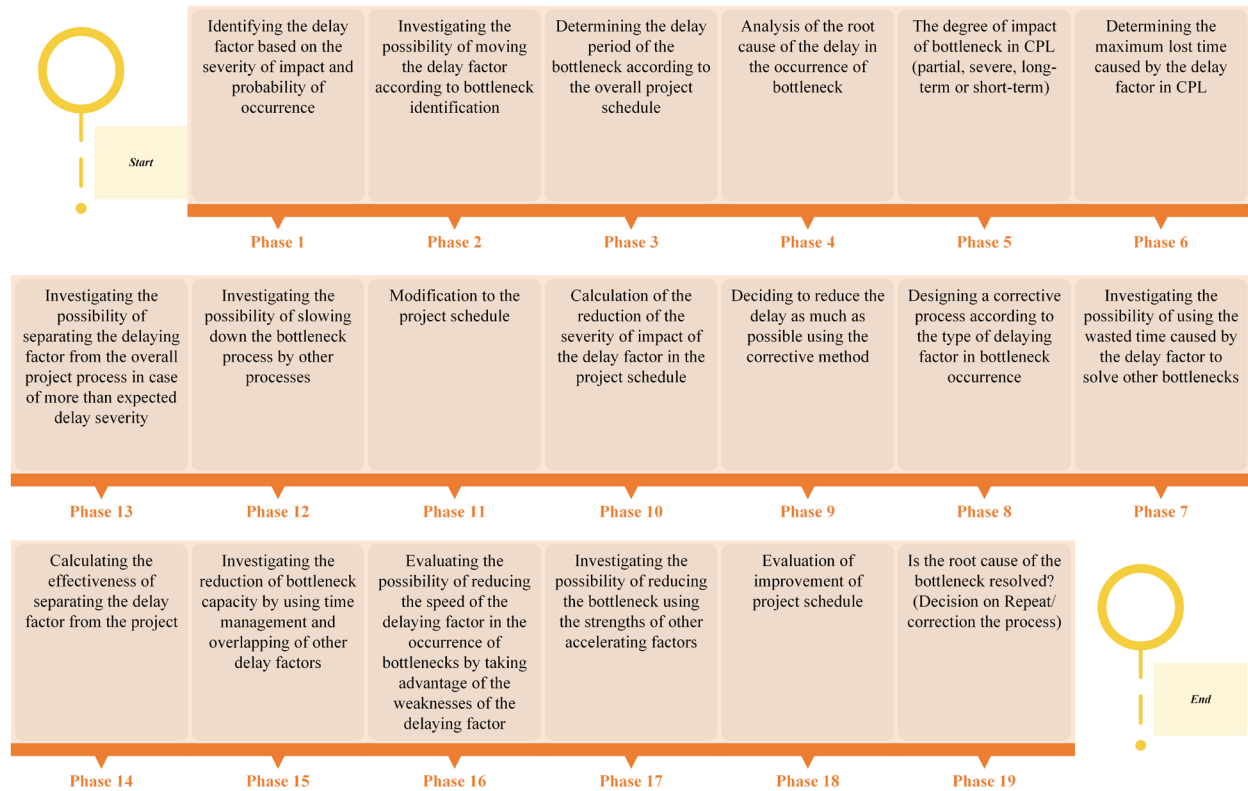 Start
Identifying the delay
factor based on the
severity of impact and
probability of
occurrence
Phase 1
Investigating the
possibility of moving
the delay factor
according to bottleneck
identification
Phase 2
Determining the delay
period of the
bottleneck according to
the overall project
schedule
Phase 3
Analysis of the root
cause of the delay in
the occurrence of
bottleneck
Phase 4
The degree of impact
of bottleneck in CPL
(partial, severe, long-
term or short-term)
Phase 5
Determining the
maximum lost time
caused by the delay
factor in CPL
Phase 6
Investigating the
possibility of
separating the delaying
factor from the overall
project process in case
of more than expected
delay severity
Phase 13
Investigating the
possibility of slowing
down the bottleneck
process by other
processes
Phase 12
Modification to the
project schedule
Phase 11
Calculation of the
reduction of the
severity of impact of
the delay factor in the
project schedule
Phase 10
Deciding to reduce the
delay as much as
possible using the
corrective method
Phase 9
Designing a corrective
process according to
the type of delaying
factor in bottleneck
occurrence
Phase 8
Investigating the
possibility of using the
wasted time caused by
the delay factor to
solve other bottlenecks
Phase 7
Calculating the
effectiveness of
separating the delay
factor from the project
Phase 14
Investigating the
reduction of bottleneck
capacity by using time
management and
overlapping of other
delay factors
Phase 15
Evaluating the
possibility of reducing
the speed of the
delaying factor in the
occurrence of
bottlenecks by taking
advantage of the
weaknesses of the
delaying factor
Phase 16
Investigating the
possibility of reducing
the bottleneck using
the strengths of other
accelerating factors
Phase 17
Evaluation of
improvement of
project schedule
Phase 18
Is the root cause of the
bottleneck resolved?
(Decision on Repeat/
correction the process)
Phase 19
End